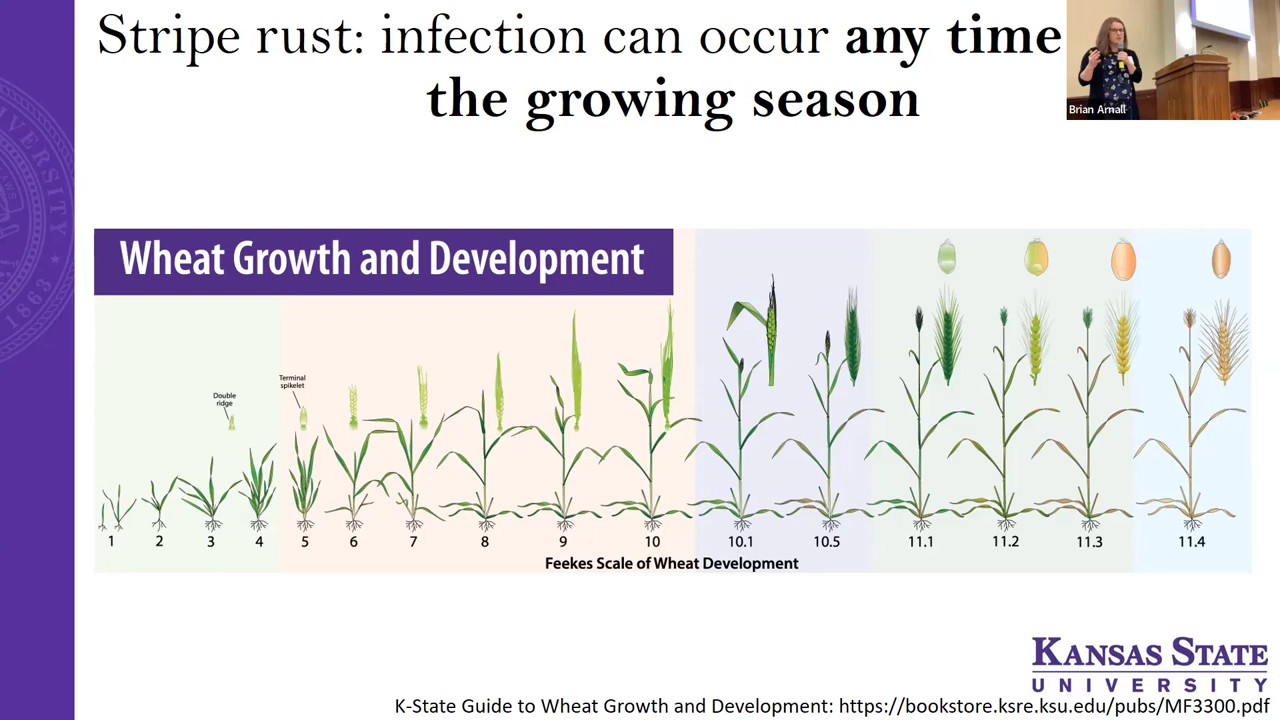 Stripe rust: infection can occur any time
the growing season
Brian Arnall
Wheat Growth and Development
Double
ridge
Terminal
spikelet
1 2 3 4 5 6 7 8 9 10 10.1 10.5 11.1 11.2 11.3 11.4
Feekes Scale of Wheat Development
KANSAS STATE
UNIVERSITY
K-State Guide to Wheat Growth and Development: https://bookstore.ksre.ksu.edu/pubs/MF3300.pdf
1863